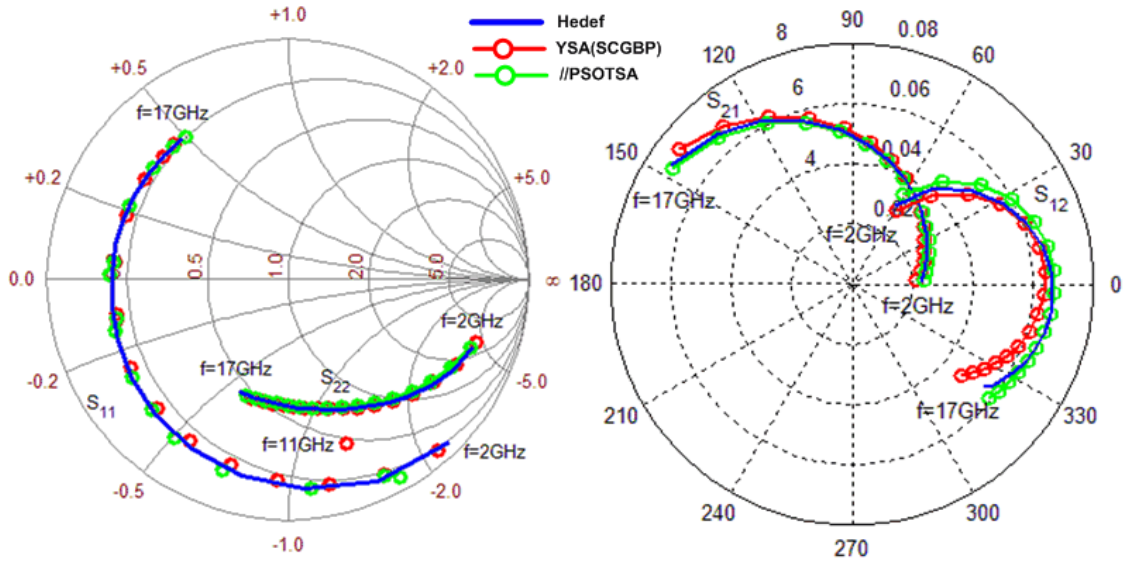 Hedef
YSA(SCGBP)
//PSOTSA
+1.0
+0.5
+2.0
f=17GHz
+0.2
+5.0
0.0
0.5
1.0
2.0
5.0
∞
f=2GHz
f=17GHz
S22
-0.2
-5.0
S11
f=11GHz
f=2GHz
-0.5
-2.0
-1.0
90
0.08
120
8
60
S21
6
0.06
150
4
0.04
30
f=17GHz
S12
f=2GHz
180
0
f=2GHz
f=17GHz
210
330
240
300
270